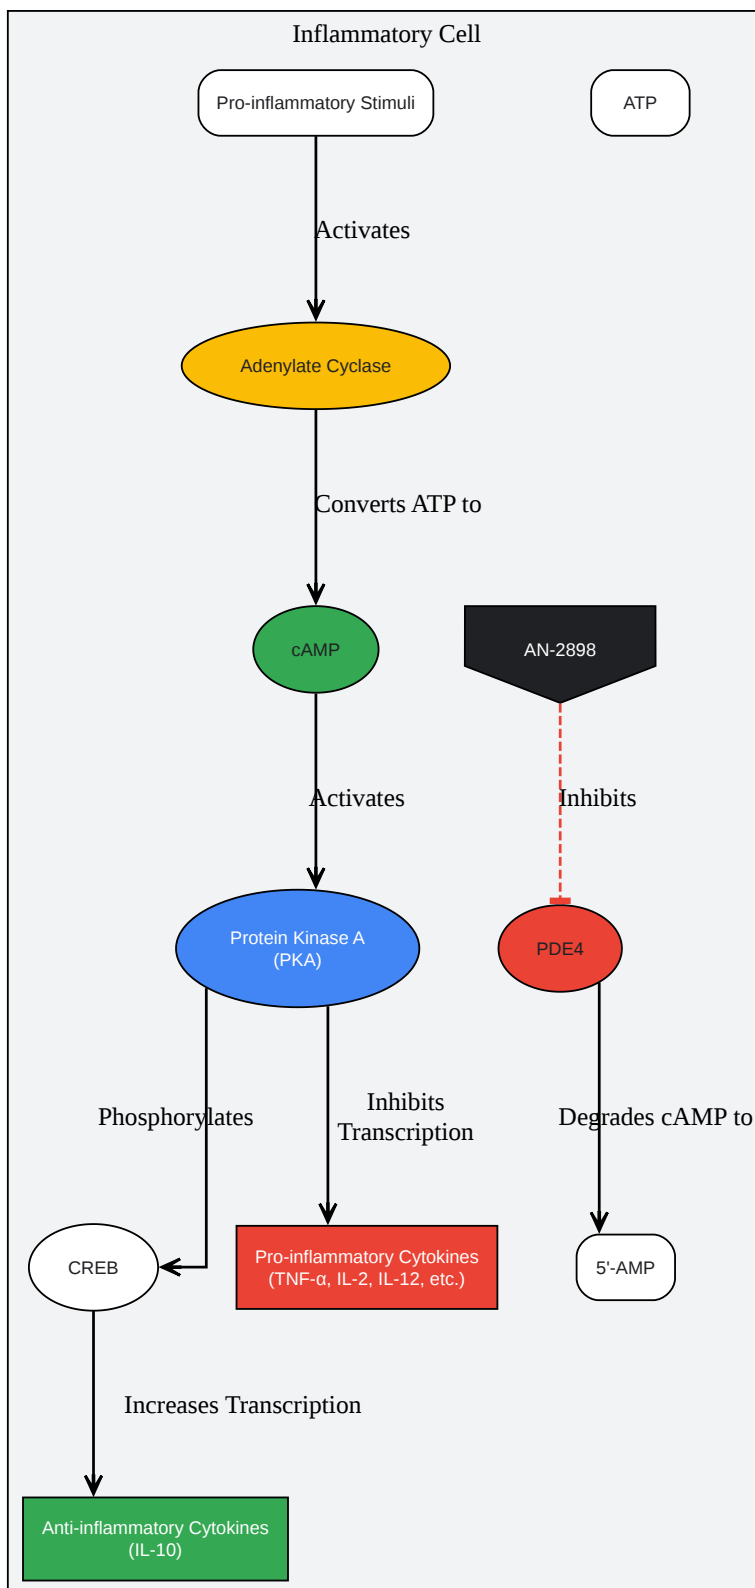 Inflammatory Cell
Pro-inflammatory Stimuli
ATP
Activates
Adenylate Cyclase
Converts ATP to
cAMP
AN-2898
Activates
Inhibits
Protein Kinase A
(PKA)
PDE4
Phosphorylates
Inhibits
Transcription
Degrades cAMP to
CREB
Pro-inflammatory Cytokines
(TNF-α, IL-2, IL-12, etc.)
5'-AMP
Increases Transcription
Anti-inflammatory Cytokines
(IL-10)